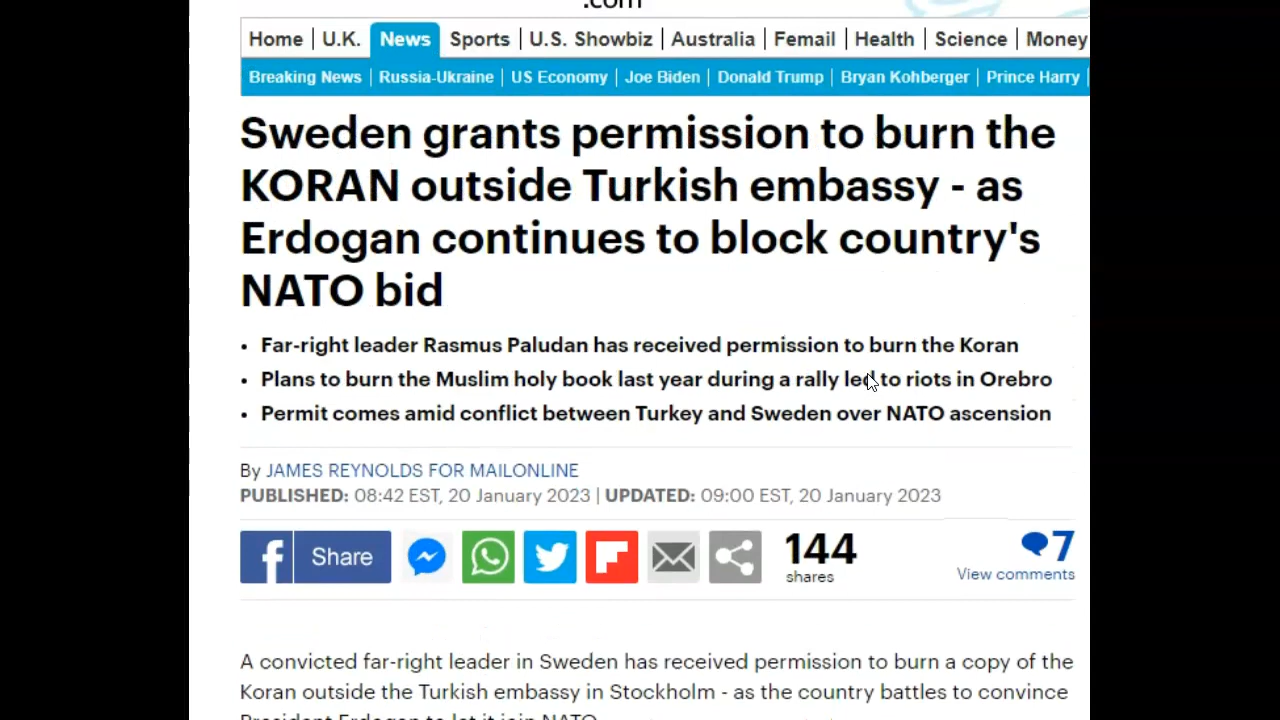 .com
Home U.K. News Sports U.S. Showbiz Australia Femail Health Science Money
Breaking News Russia-Ukraine US Economy Joe Biden Donald Trump Bryan Kohberger Prince Harry
Sweden grants permission to burn the
KORAN outside Turkish embassy - as
Erdogan continues to block country's
NATO bid
• Far-right leader Rasmus Paludan has received permission to burn the Koran
• Plans to burn the Muslim holy book last year during a rally led to riots in Orebro
• Permit comes amid conflict between Turkey and Sweden over NATO ascension
By JAMES REYNOLDS FOR MAILONLINE
PUBLISHED: 08:42 EST, 20 January 2023 | UPDATED: 09:00 EST, 20 January 2023
Share
144
shares
7
View comments
A convicted far-right leader in Sweden has received permission to burn a copy of the
Koran outside the Turkish embassy in Stockholm - as the country battles to convince
President Erdogan to let it join NATO.